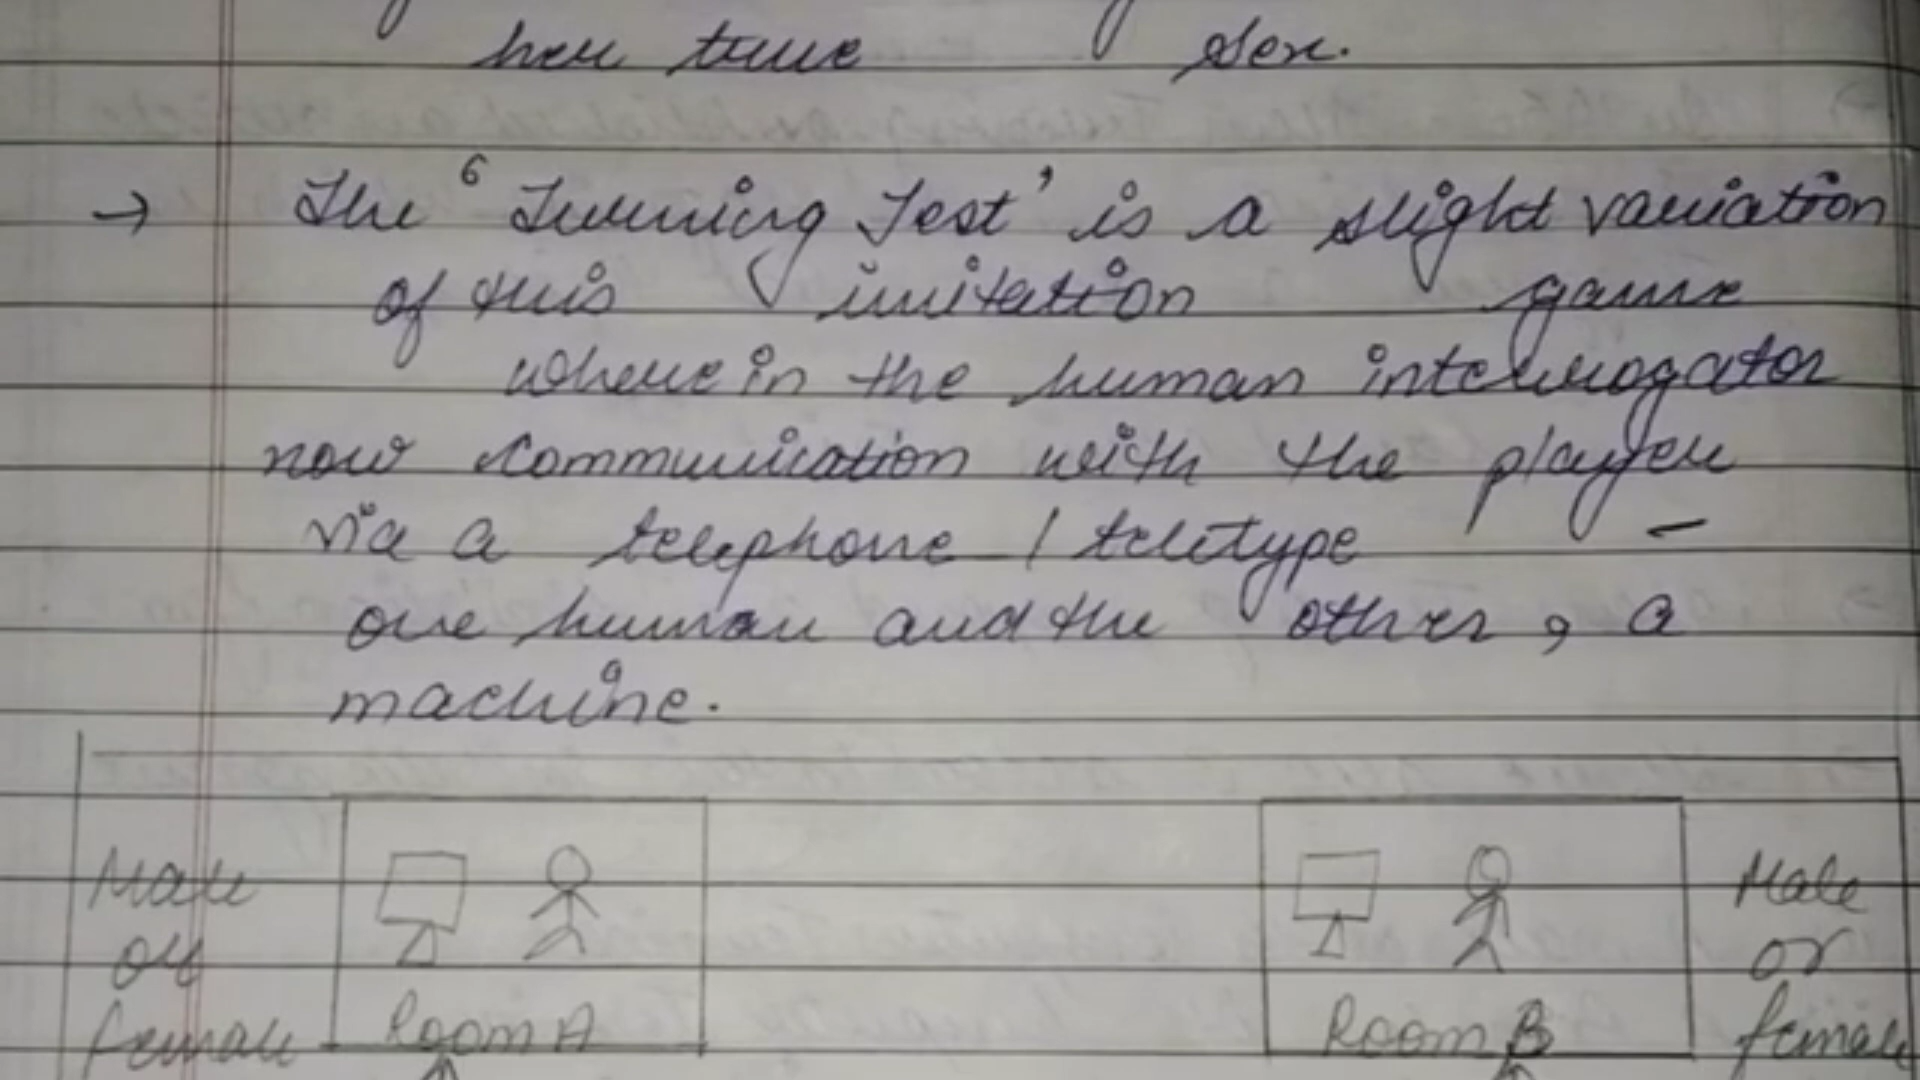 her true sex.
→ The 'Turing Test' is a slight variation
of this imitation game
wherein the human interrogator
now communication with the player
via a telephone / teletype –
one human and the other, a
machine.
Male
or
female
Room A
Room B
Male
or
female